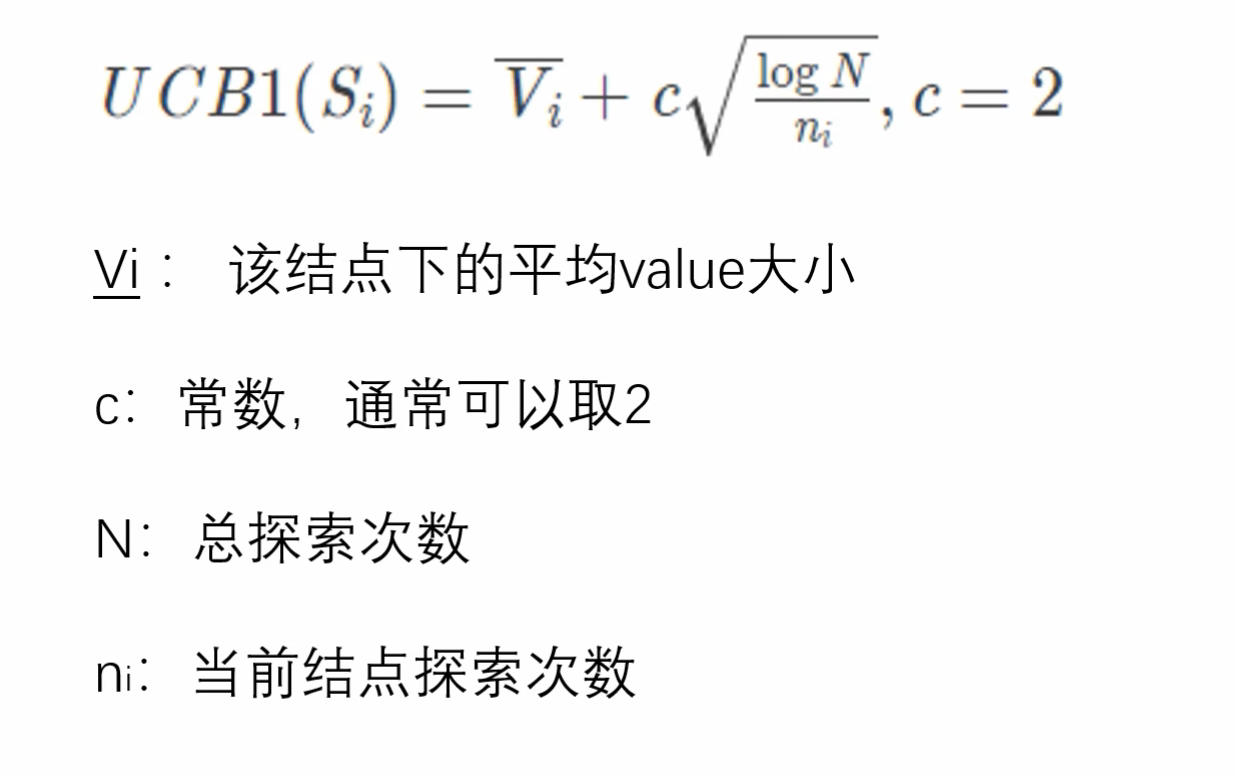 $UCB1(S_i) = \overline{V_i} + c\sqrt{\frac{\log N}{n_i}}, c = 2$
Vi： 该结点下的平均value大小
c：常数，通常可以取2
N：总探索次数
ni：当前结点探索次数